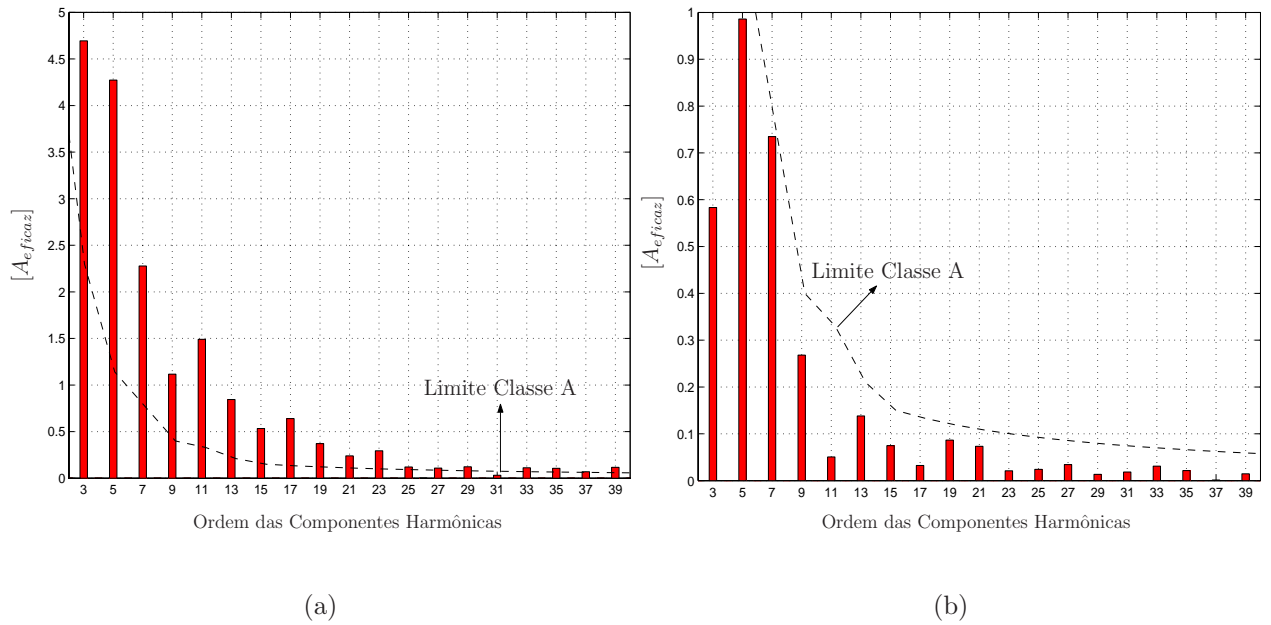 5
4.5
4
3.5
3
2.5
2
1.5
1
0.5
0
[A_{eficaz}]
Limite Classe A
3 5 7 9 11 13 15 17 19 21 23 25 27 29 31 33 35 37 39
Ordem das Componentes Harmônicas
(a)
1
0.9
0.8
0.7
0.6
0.5
0.4
0.3
0.2
0.1
0
[A_{eficaz}]
Limite Classe A
3 5 7 9 11 13 15 17 19 21 23 25 27 29 31 33 35 37 39
Ordem das Componentes Harmônicas
(b)